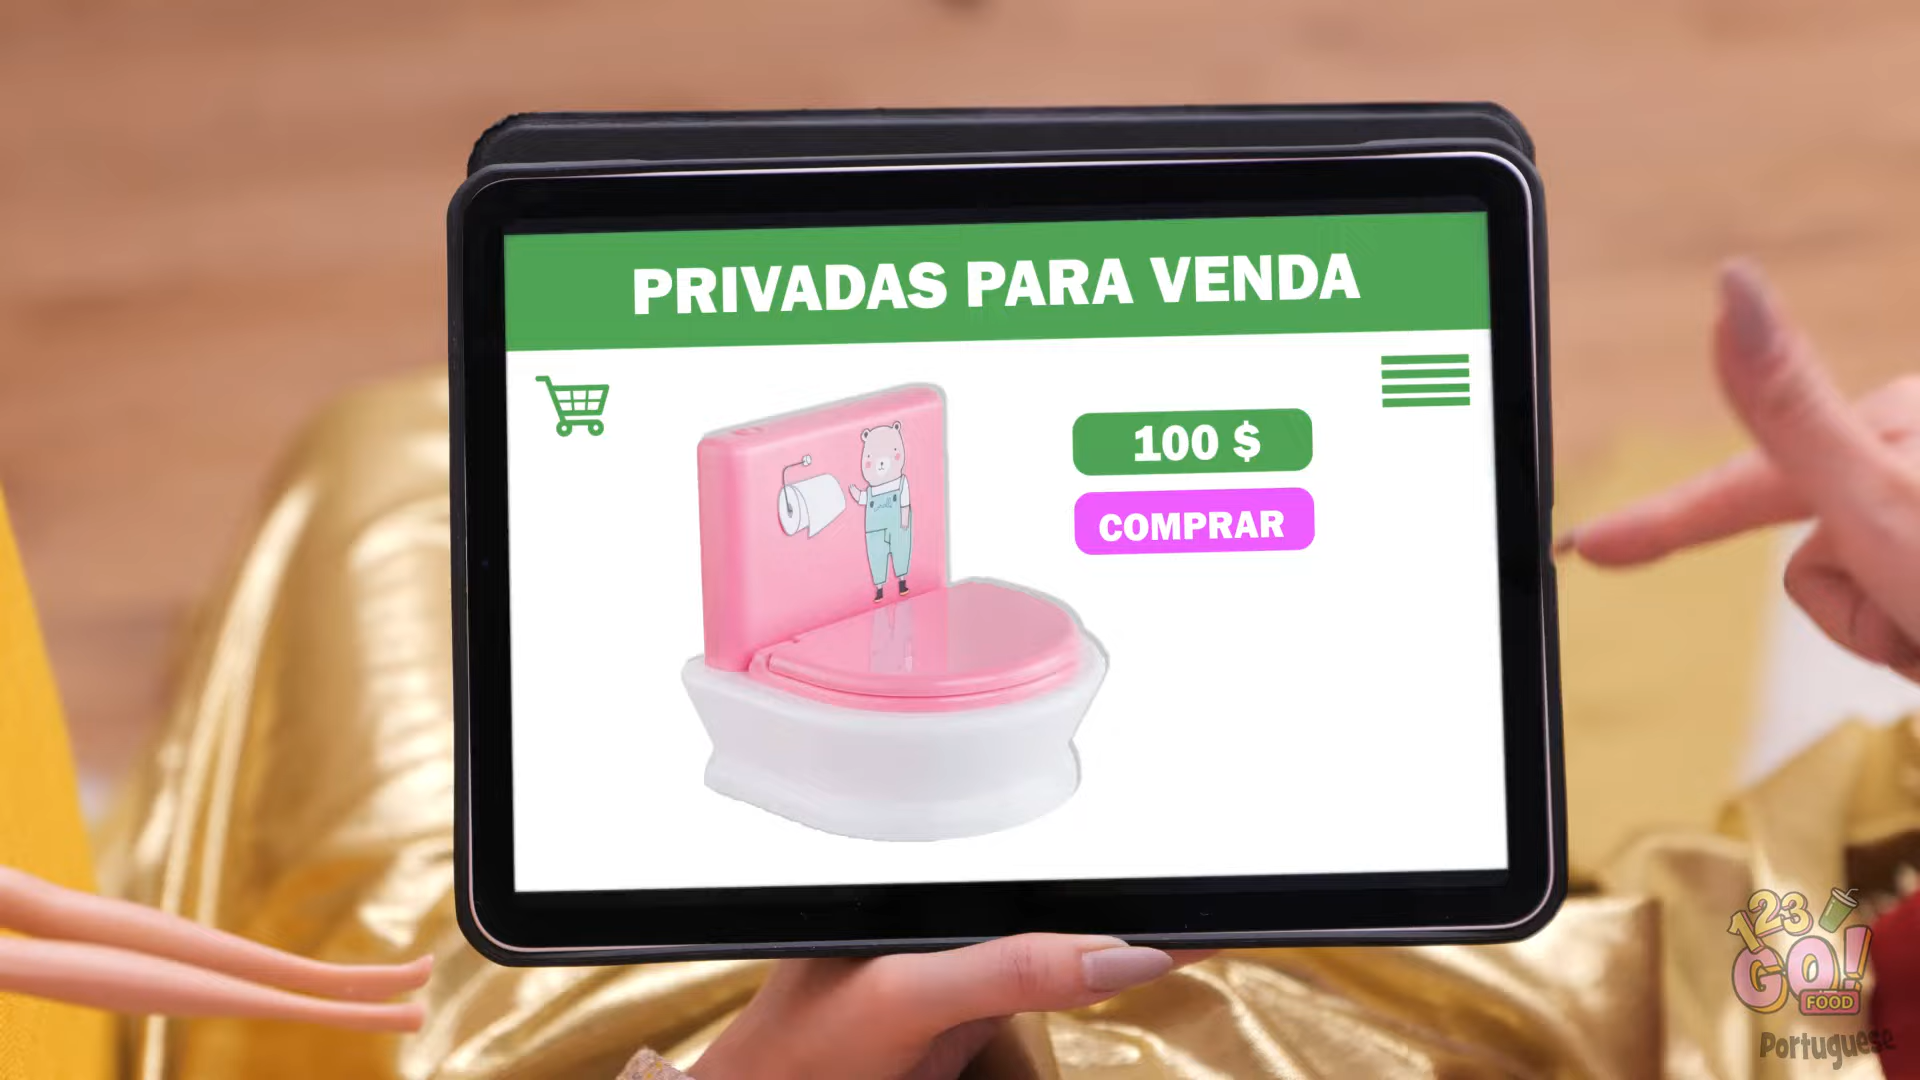 PRIVADAS PARA VENDA
100 $
COMPRAR
123
GO!
FOOD
Portuguese